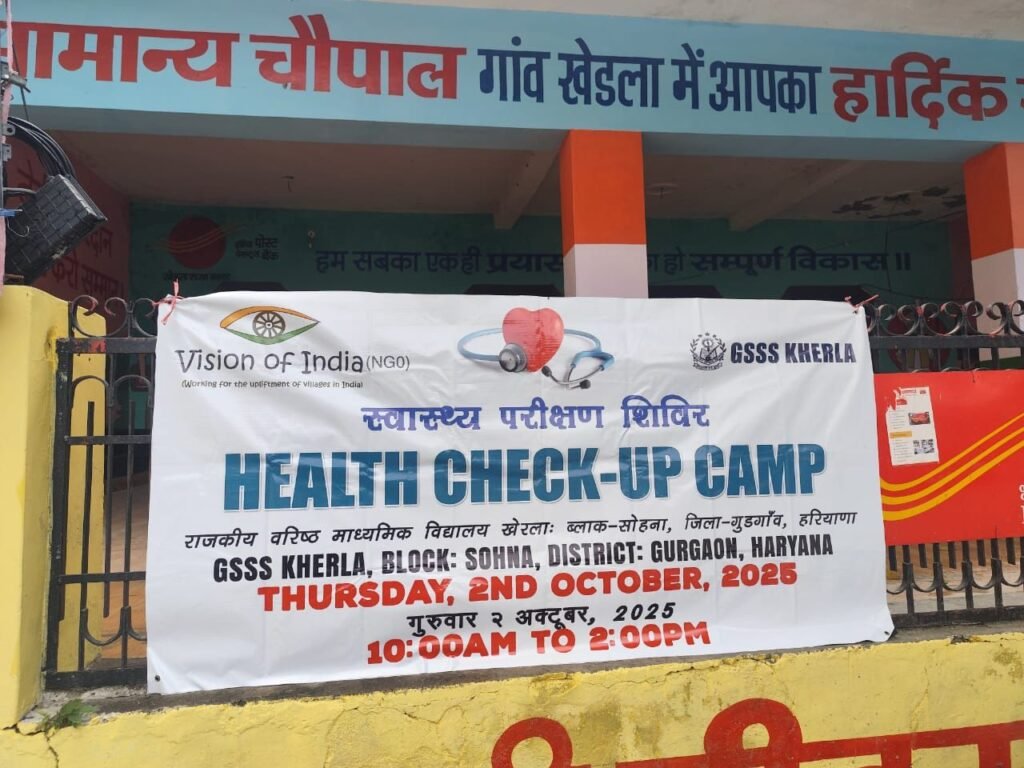 सामान्य चौपाल गांव खेडला में आपका हार्दिक
हम सबका एक ही प्रयास हो सम्पूर्ण विकास॥
Vision of India (NGO)
(Working for the upliftment of villages in India)
GSSS KHERLA
स्वास्थ्य परीक्षण शिविर
HEALTH CHECK-UP CAMP
राजकीय वरिष्ठ माध्यमिक विद्यालय खेरलाः ब्लाक-सोहना, जिला-गुडगाँव, हरियाणा
GSSS KHERLA, BLOCK: SOHNA, DISTRICT: GURGAON, HARYANA
THURSDAY, 2ND OCTOBER, 2025
गुरुवार २ अक्टूबर, 2025
10:00AM TO 2:00PM